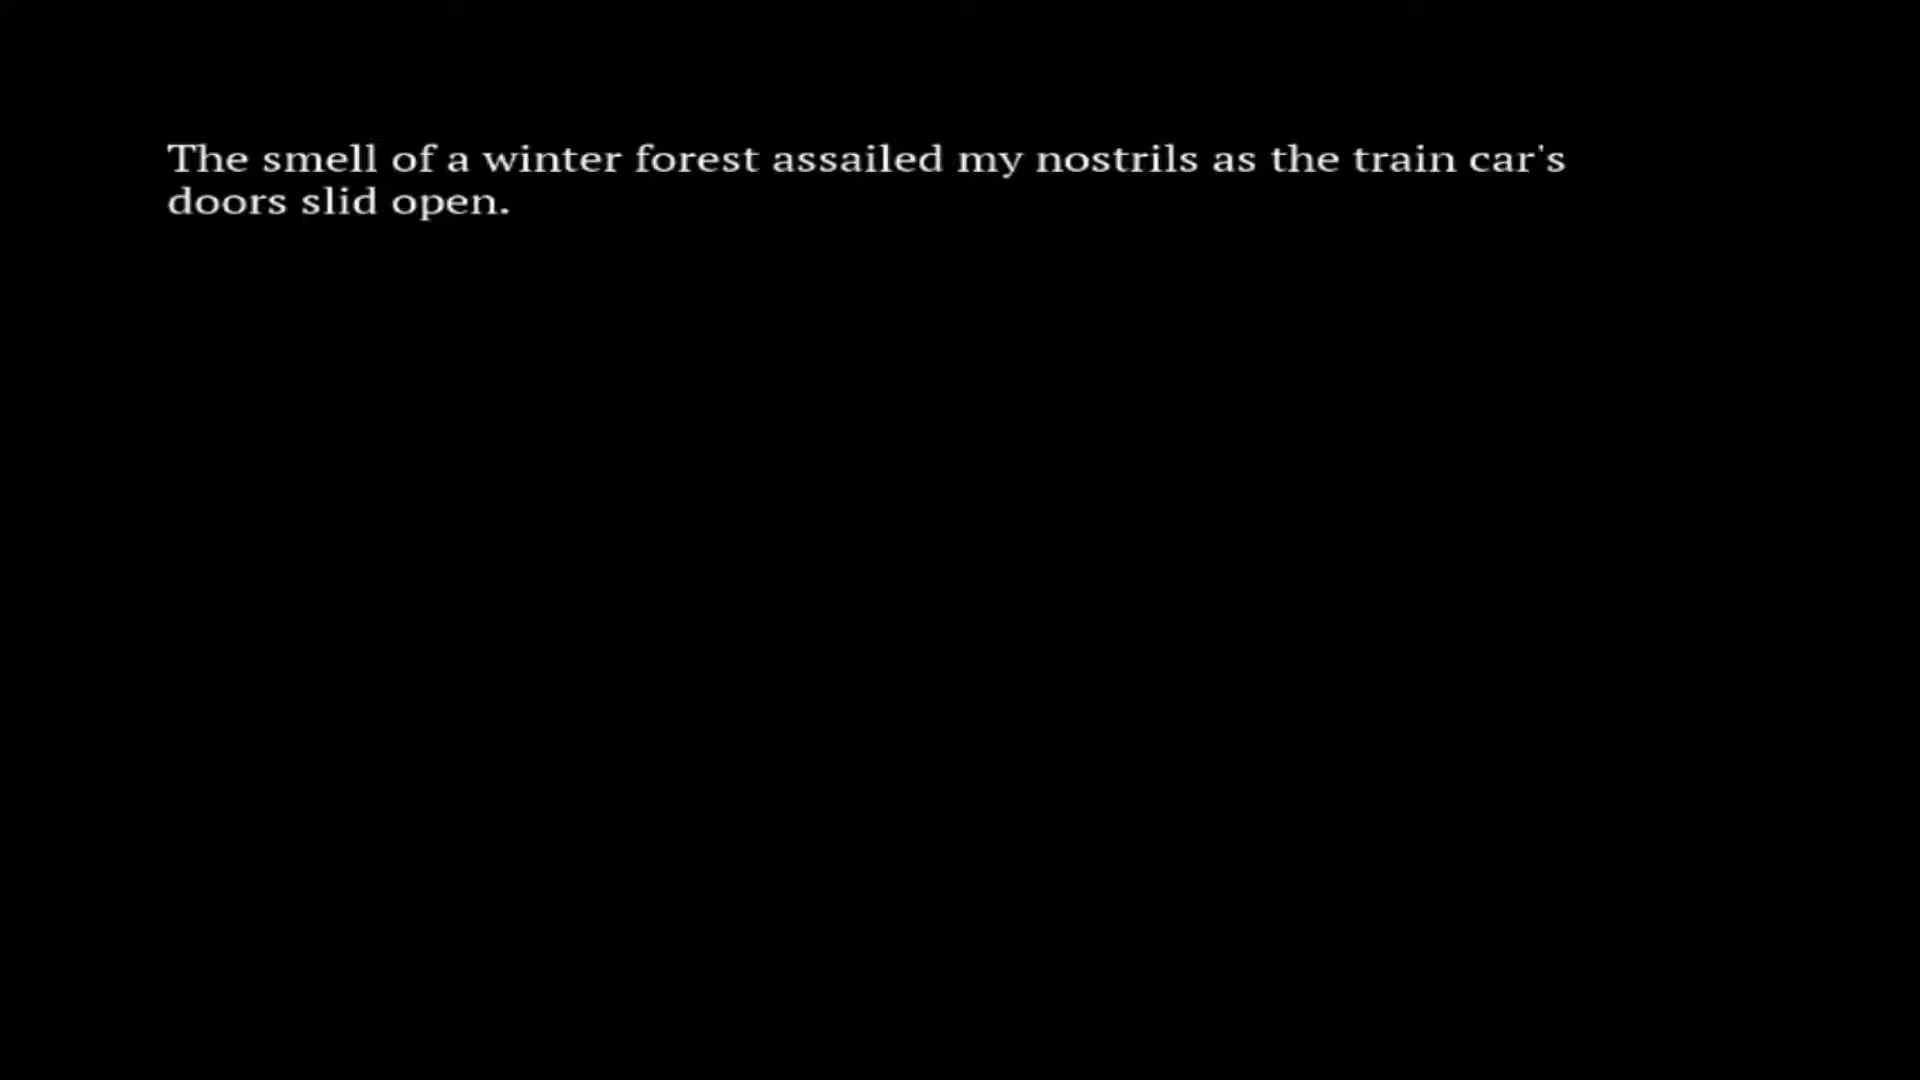 The smell of a winter forest assailed my nostrils as the train car's
doors slid open.